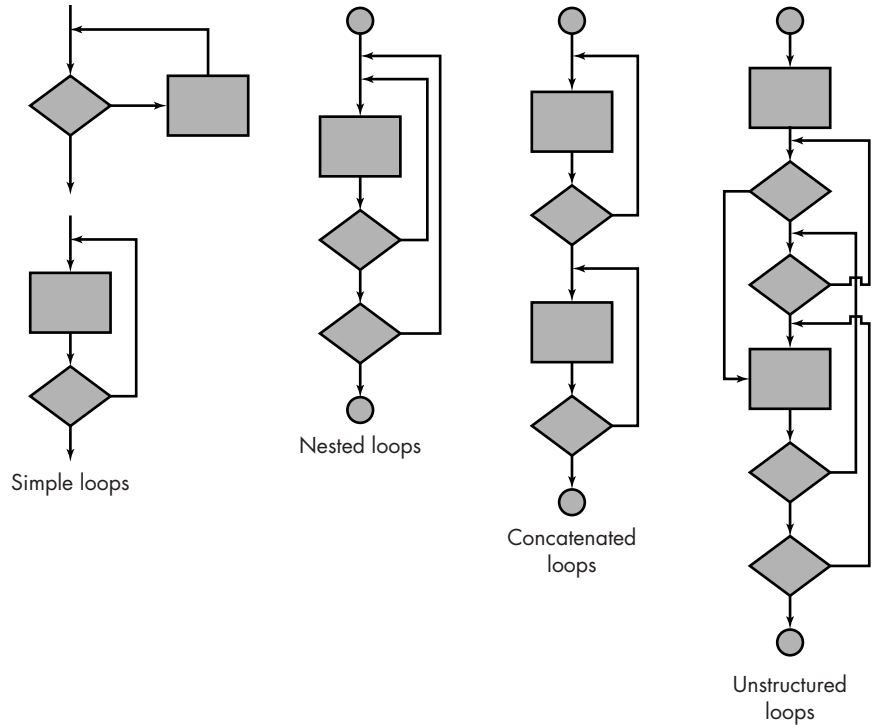 Simple loops
Nested loops
Concatenated
loops
Unstructured
loops